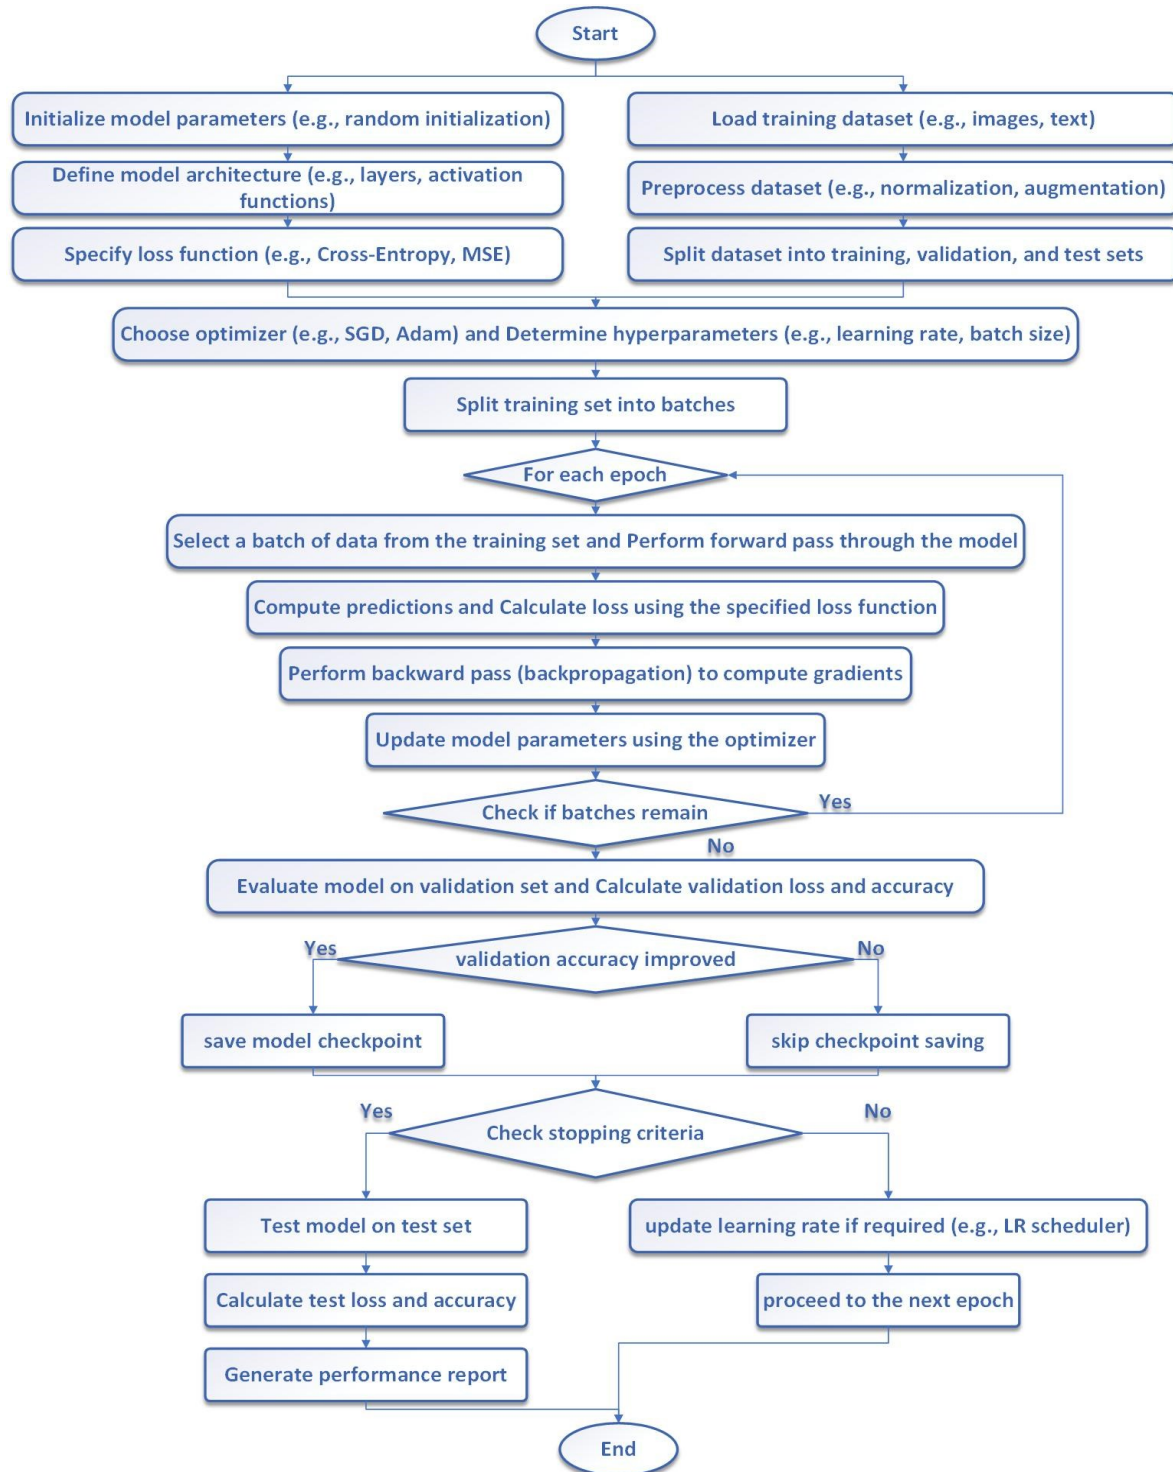 Start
Initialize model parameters (e.g., random initialization)
Load training dataset (e.g., images, text)
Define model architecture (e.g., layers, activation
functions)
Preprocess dataset (e.g., normalization, augmentation)
Specify loss function (e.g., Cross-Entropy, MSE)
Split dataset into training, validation, and test sets
Choose optimizer (e.g., SGD, Adam) and Determine hyperparameters (e.g., learning rate, batch size)
Split training set into batches
For each epoch
Select a batch of data from the training set and Perform forward pass through the model
Compute predictions and Calculate loss using the specified loss function
Perform backward pass (backpropagation) to compute gradients
Update model parameters using the optimizer
Check if batches remain
Yes
No
Evaluate model on validation set and Calculate validation loss and accuracy
Yes
validation accuracy improved
No
save model checkpoint
skip checkpoint saving
Yes
Check stopping criteria
No
Test model on test set
update learning rate if required (e.g., LR scheduler)
Calculate test loss and accuracy
proceed to the next epoch
Generate performance report
End